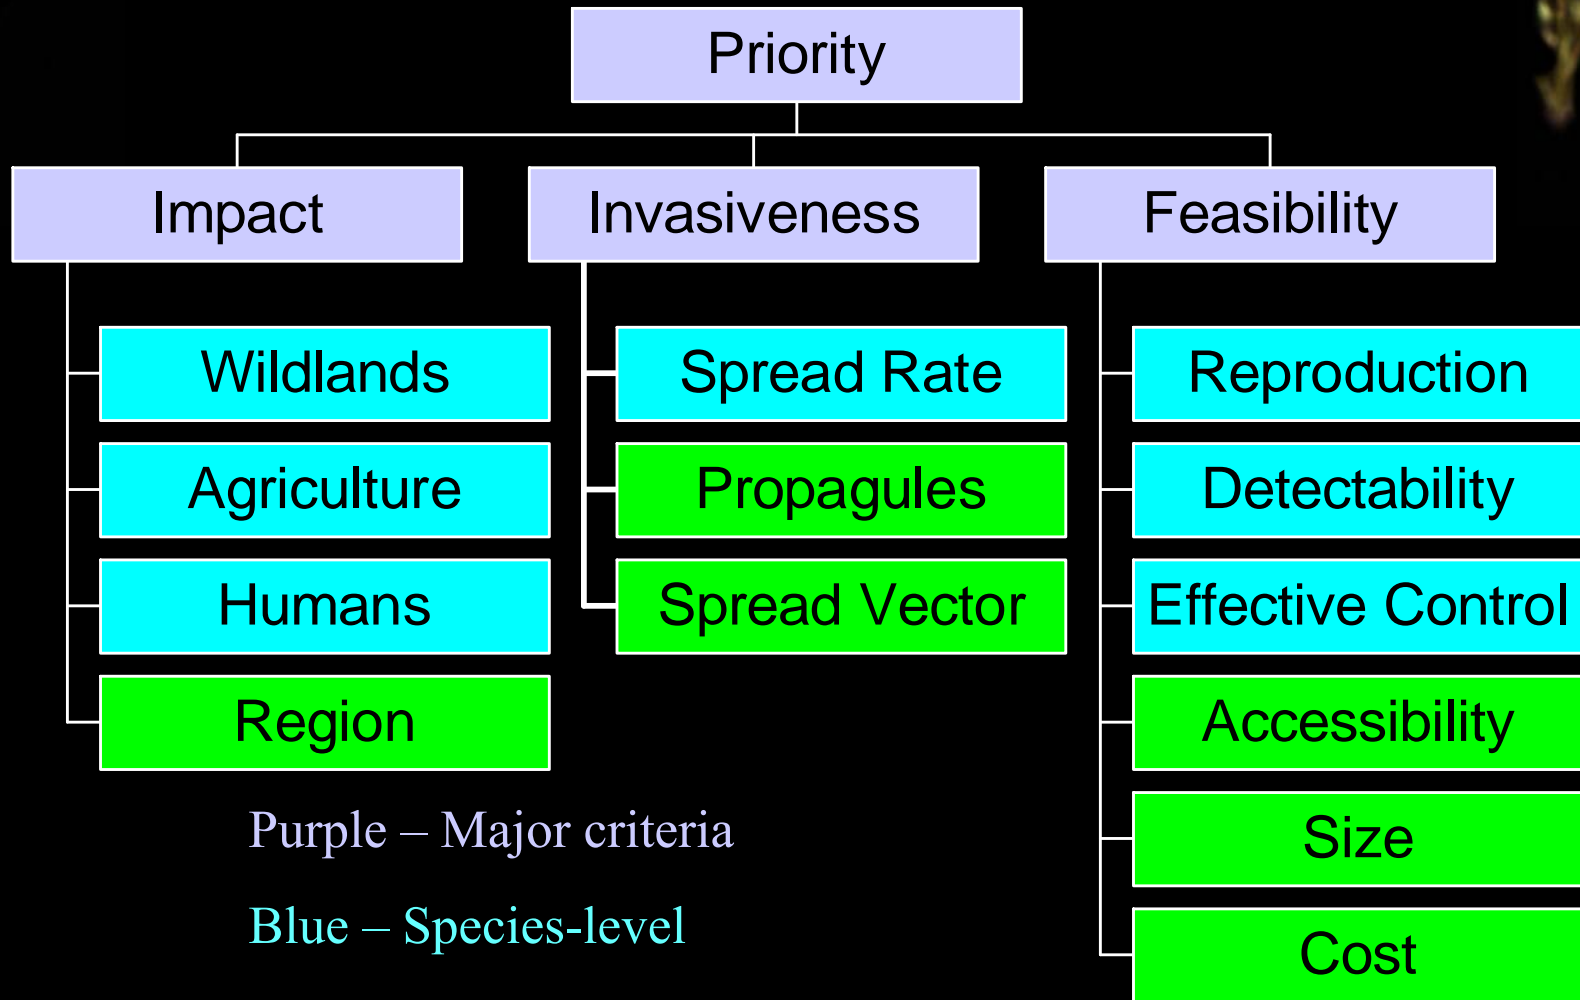 Priority
Impact
Invasiveness
Feasibility
Wildlands
Agriculture
Humans
Region
Spread Rate
Propagules
Spread Vector
Reproduction
Detectability
Effective Control
Accessibility
Size
Cost
Purple – Major criteria
Blue – Species-level